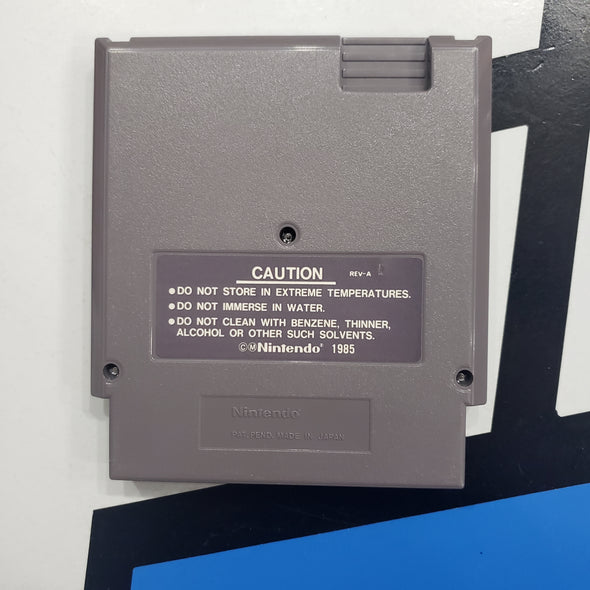 CAUTION REV-A
•DO NOT STORE IN EXTREME TEMPERATURES.
•DO NOT IMMERSE IN WATER.
•DO NOT CLEAN WITH BENZENE, THINNER,
ALCOHOL OR OTHER SUCH SOLVENTS.
©ⓂNintendo® 1985
Nintendo®
PAT. PEND. MADE IN JAPAN